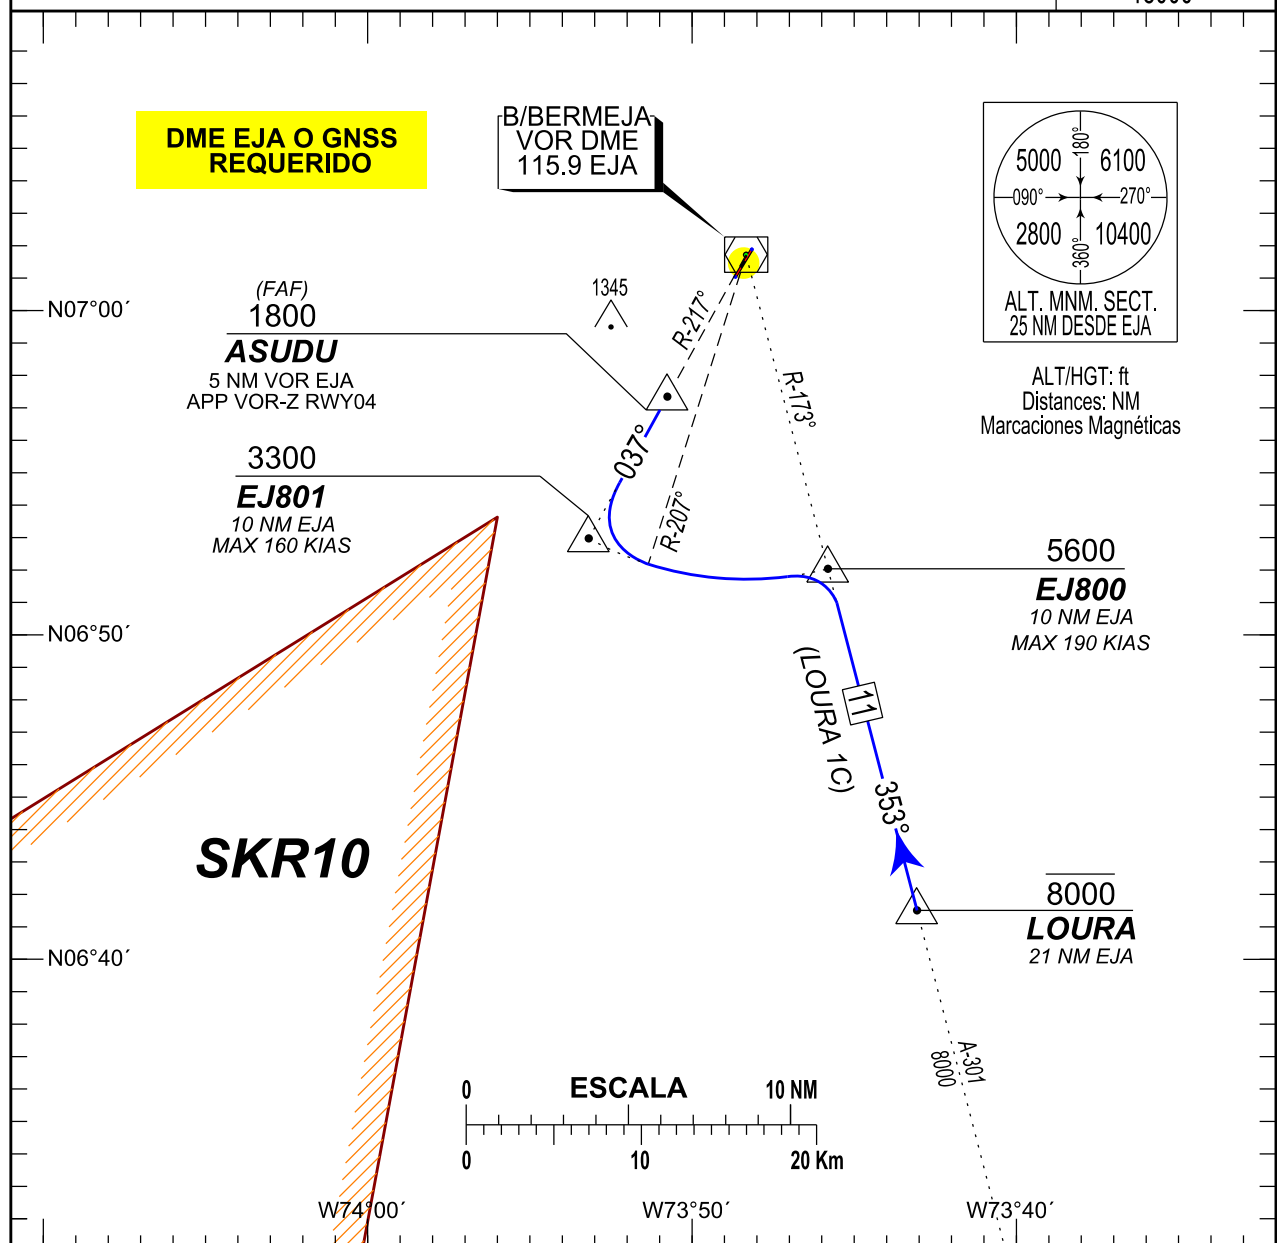 DME EJA O GNSS
REQUERIDO
B/BERMEJA
VOR DME
115.9 EJA
5000
6100
2800
10400
180°
090°
270°
360°
ALT. MNM. SECT.
25 NM DESDE EJA
ALT/HGT: ft
Distances: NM
Marcaciones Magnéticas
N07°00´
(FAF)
1800
ASUDU
5 NM VOR EJA
APP VOR-Z RWY04
1345
R-217°
R-173°
037°
R-207°
3300
EJ801
10 NM EJA
MAX 160 KIAS
5600
EJ800
10 NM EJA
MAX 190 KIAS
N06°50´
(LOURA 1C)
11
353°
SKR10
8000
LOURA
21 NM EJA
N06°40´
A-301
8000
ESCALA
0
10 NM
0
10
20 Km
W74°00´
W73°50´
W73°40´